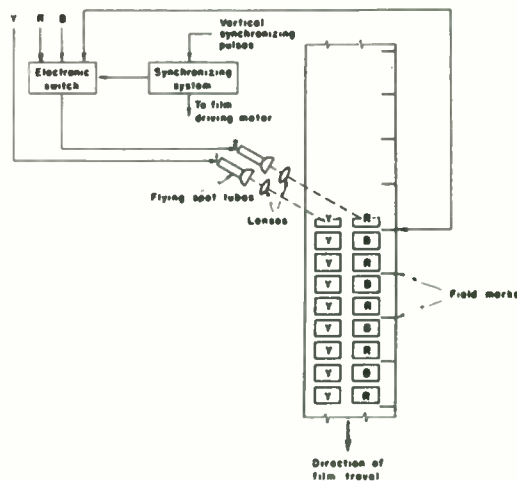 Y R B
Vertical
synchronizing
pulses
Electronic
switch
Synchronizing
system
To film
driving motor
Flying spot tubes
Lenses
Y R
Y B
Y R
Y B
Field marks
Y R
Y B
Y R
Y B
Y R
Direction of
film travel